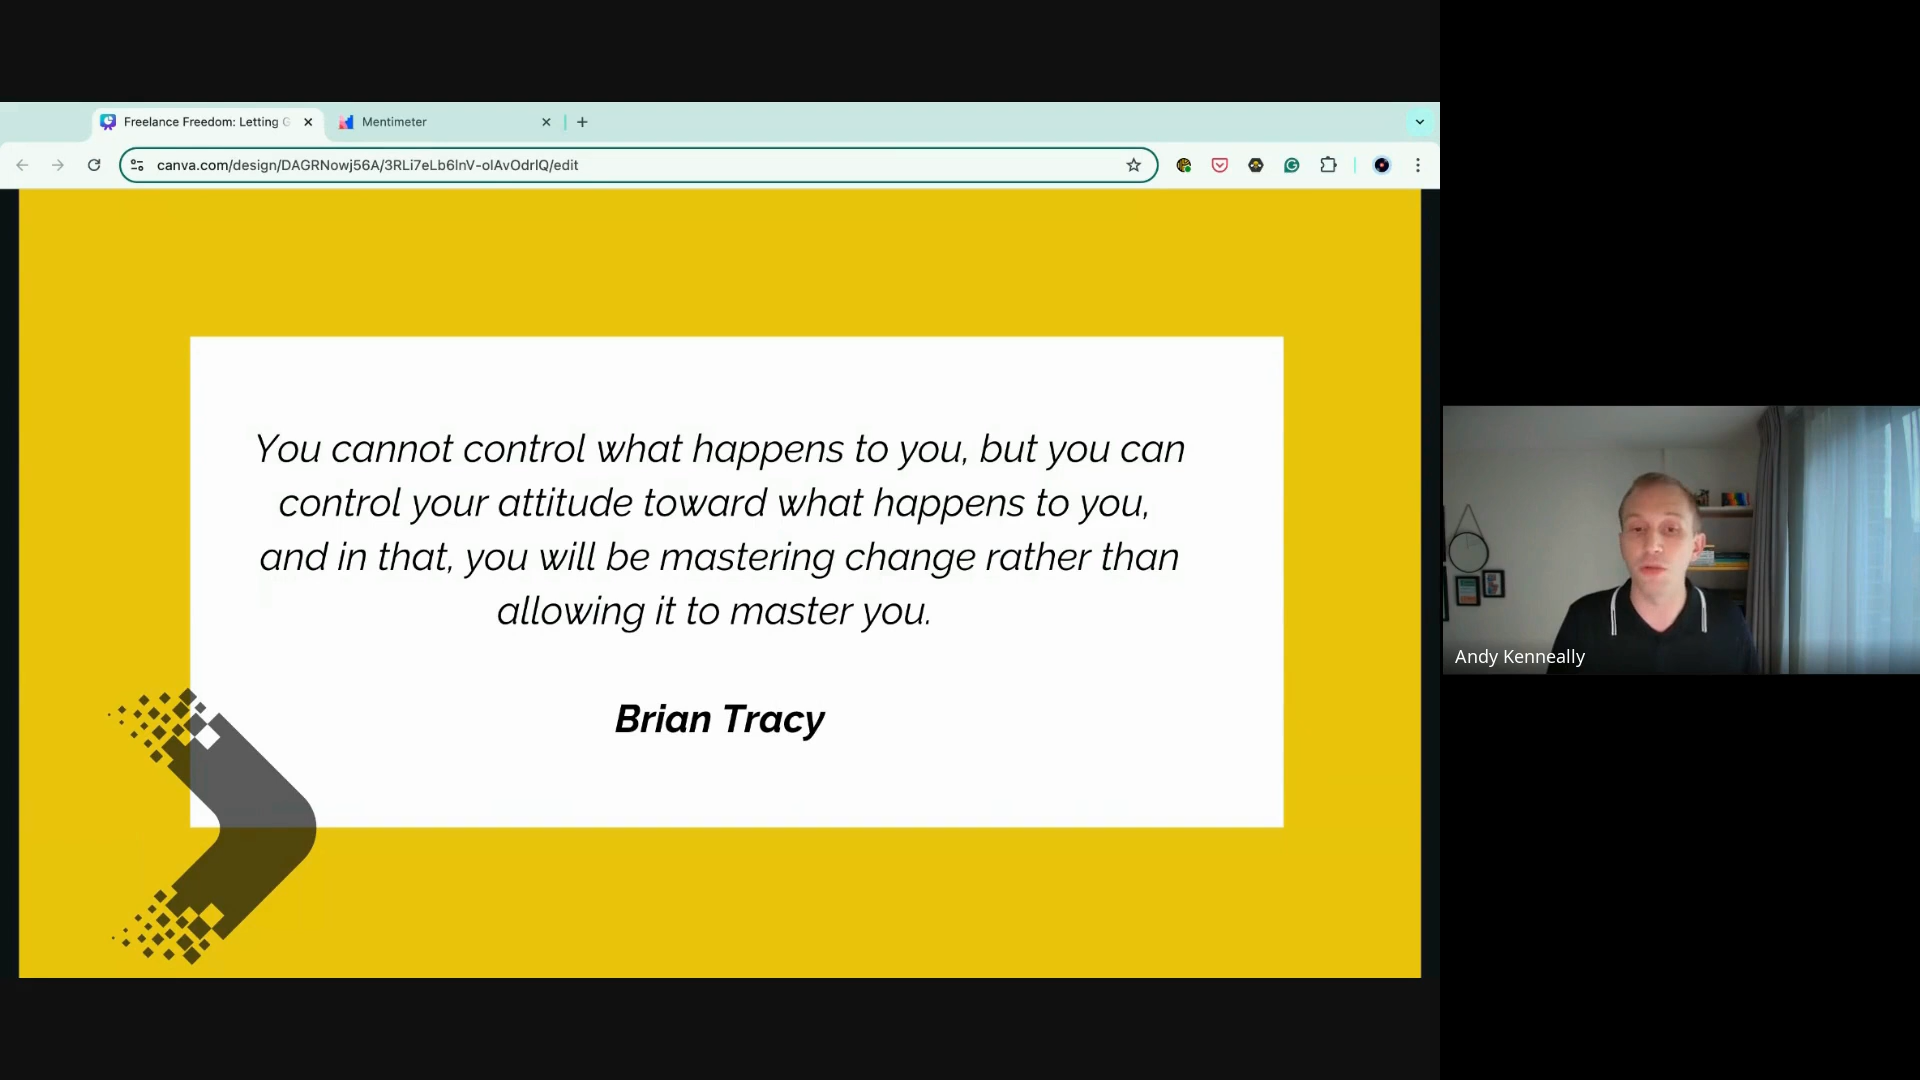 Freelance Freedom: Letting G
Mentimeter
canva.com/design/DAGRNowj56A/3RLi7eLb6lnV-olAvOdrlQ/edit
You cannot control what happens to you, but you can
control your attitude toward what happens to you,
and in that, you will be mastering change rather than
allowing it to master you.
Brian Tracy
Andy Kenneally